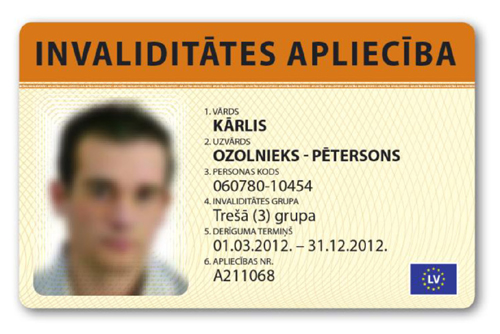 INVALIDITĀTES APLIECĪBA
1. VĀRDS
KĀRLIS
2. UZVĀRDS
OZOLNIEKS - PĒTERSONS
3. PERSONAS KODS
060780-10454
4. INVALIDITĀTES GRUPA
Trešā (3) grupa
5. DERĪGUMA TERMIŅŠ
01.03.2012. – 31.12.2012.
6. APLIECĪBAS NR.
A211068
LV